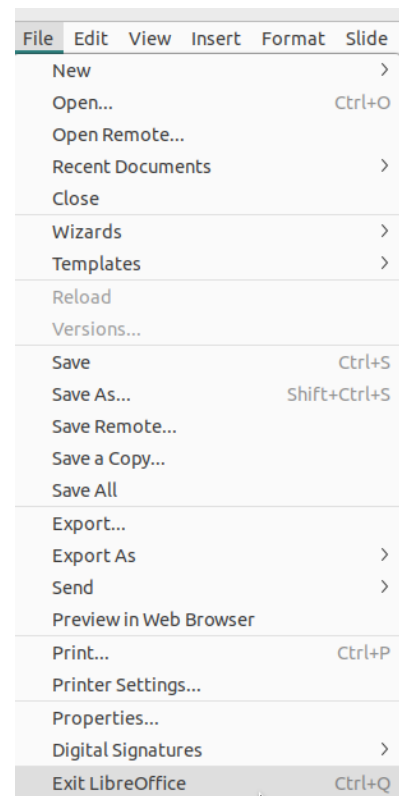 File Edit View Insert Format Slide
New
Open... Ctrl+O
Open Remote...
Recent Documents
Close
Wizards
Templates
Reload
Versions...
Save Ctrl+S
Save As... Shift+Ctrl+S
Save Remote...
Save a Copy...
Save All
Export...
Export As
Send
Preview in Web Browser
Print... Ctrl+P
Printer Settings...
Properties...
Digital Signatures
Exit LibreOffice Ctrl+Q